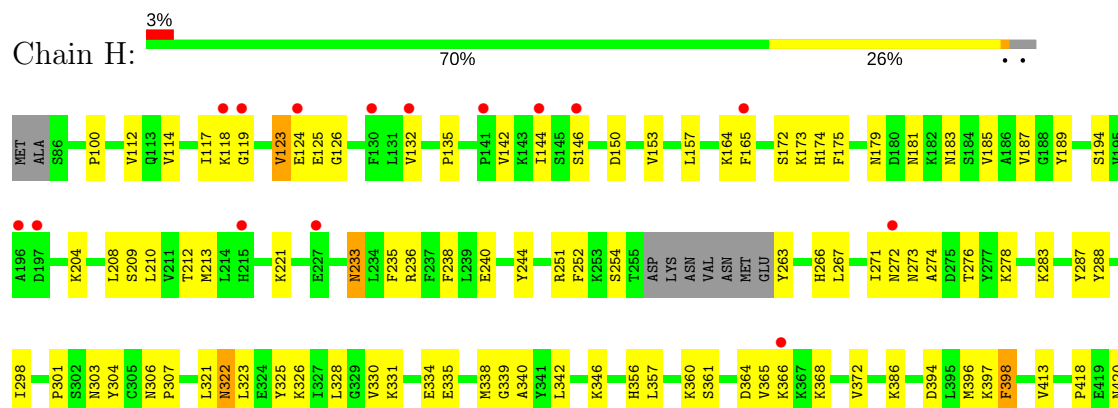 3%
Chain H:
70% 26% • •
MET ALA S86 P100 V112 Q113 V114 I117 K118 G119 V123 E124 E125 G126 F130 L131 V132 P135 P141 V142 K143 I144 S145 S146 D150 V153 L157 K164 F165 S172 K173 H174 F175 N179 D180 N181 K182 N183 S184 V185 A186 V187 G188 Y189 S194 V195
A196 D197 K204 L208 S209 L210 V211 T212 M213 L214 H215 K221 E227 N233 L234 F235 R236 F237 F238 L239 E240 Y244 R251 F252 K253 S254 T255 ASP LYS ASN VAL ASN MET GLU Y263 H266 L267 I271 N272 N273 A274 D275 T276 Y277 K278 K283 Y287 Y288
I298 P301 S302 N303 Y304 C305 N306 P307 L321 N322 L323 E324 Y325 K326 I327 L328 G329 V330 K331 E334 E335 M338 G339 A340 Y341 L342 K346 H356 L357 K360 S361 D364 V365 K366 K367 K368 V372 K386 D394 L395 M396 K397 F398 V413 P418 E419